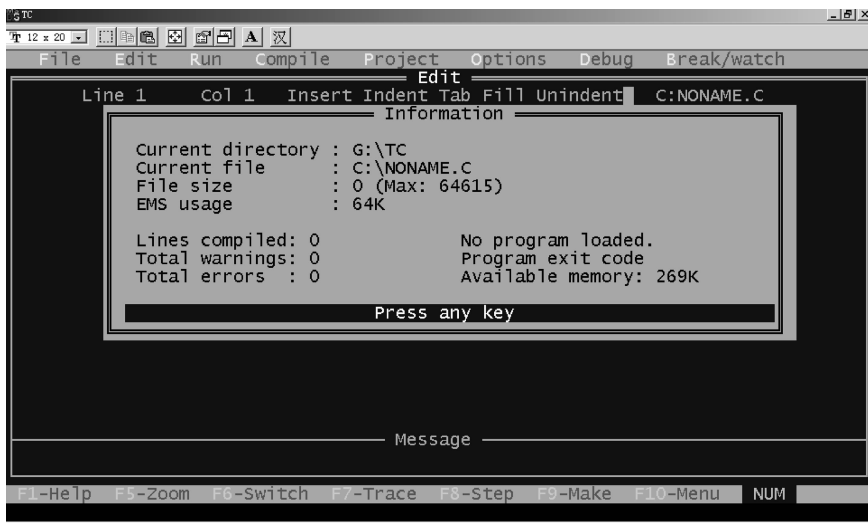 TC
12 x 20 A 汉
File Edit Run Compile Project Options Debug Break/watch
Edit
Line 1 Col 1 Insert Indent Tab Fill Unindent C:NONAME.C
Information
Current directory : G:\TC
Current file : C:\NONAME.C
File size : 0 (Max: 64615)
EMS usage : 64K
Lines compiled: 0 No program loaded.
Total warnings: 0 Program exit code
Total errors : 0 Available memory: 269K
Press any key
Message
F1-Help F5-Zoom F6-Switch F7-Trace F8-Step F9-Make F10-Menu NUM